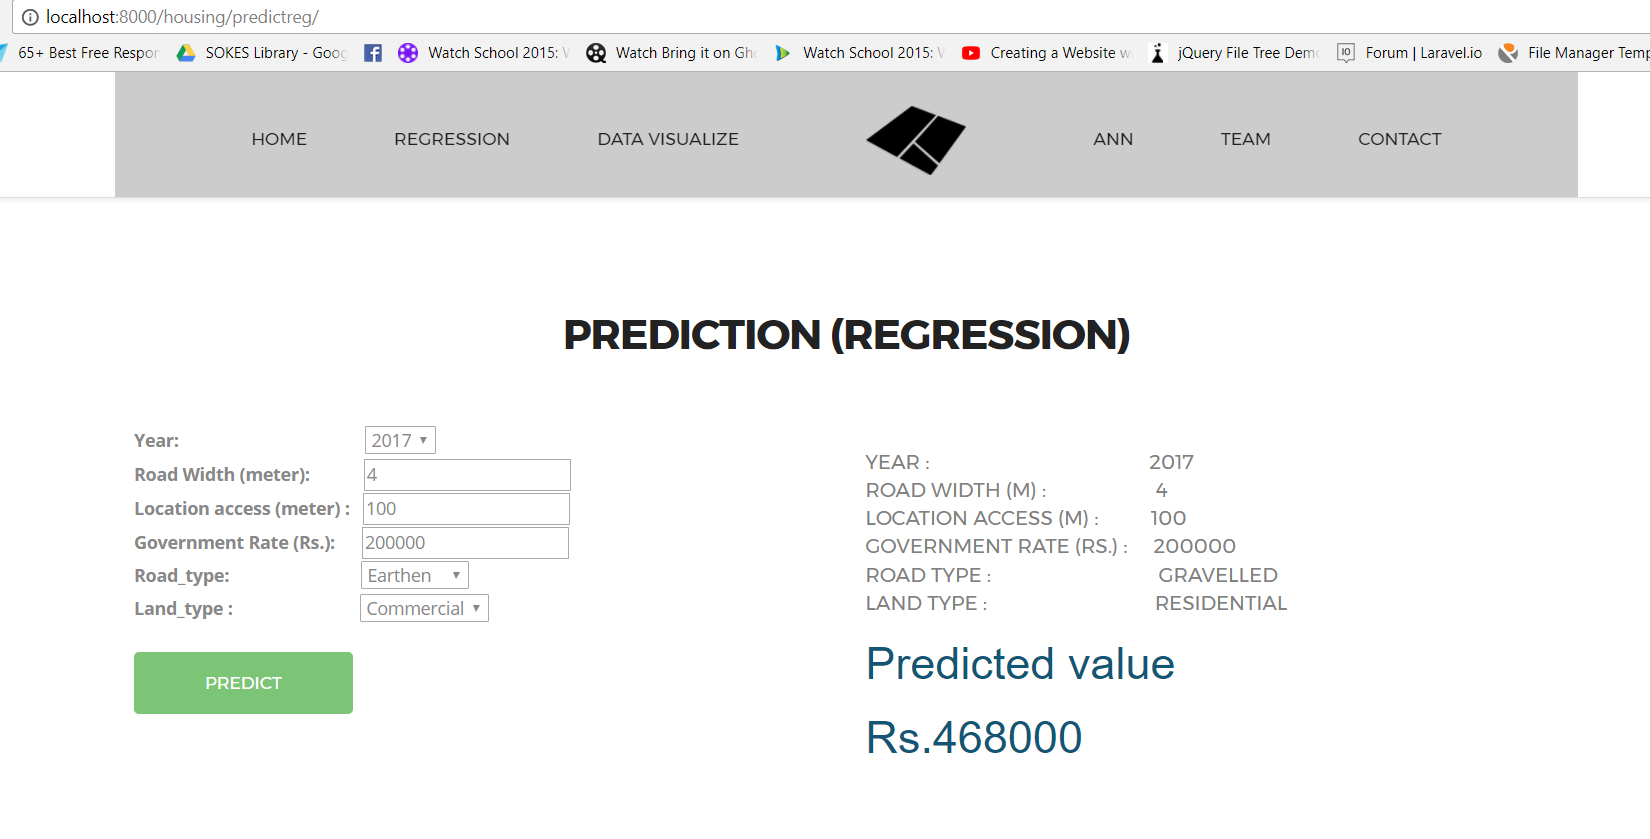 localhost:8000/housing/predictreg/
65+ Best Free Respon SOKES Library - Goog Watch School 2015: Watch Bring it on Gh Watch School 2015: Creating a Website w jQuery File Tree Dem Forum | Laravel.io File Manager Temp
HOME REGRESSION DATA VISUALIZE ANN TEAM CONTACT
PREDICTION (REGRESSION)
Year: 2017
Road Width (meter): 4
Location access (meter) : 100
Government Rate (Rs.): 200000
Road_type: Earthen
Land_type : Commercial
PREDICT
YEAR : 2017
ROAD WIDTH (M) : 4
LOCATION ACCESS (M) : 100
GOVERNMENT RATE (RS.) : 200000
ROAD TYPE : GRAVELLED
LAND TYPE : RESIDENTIAL
Predicted value
Rs.468000